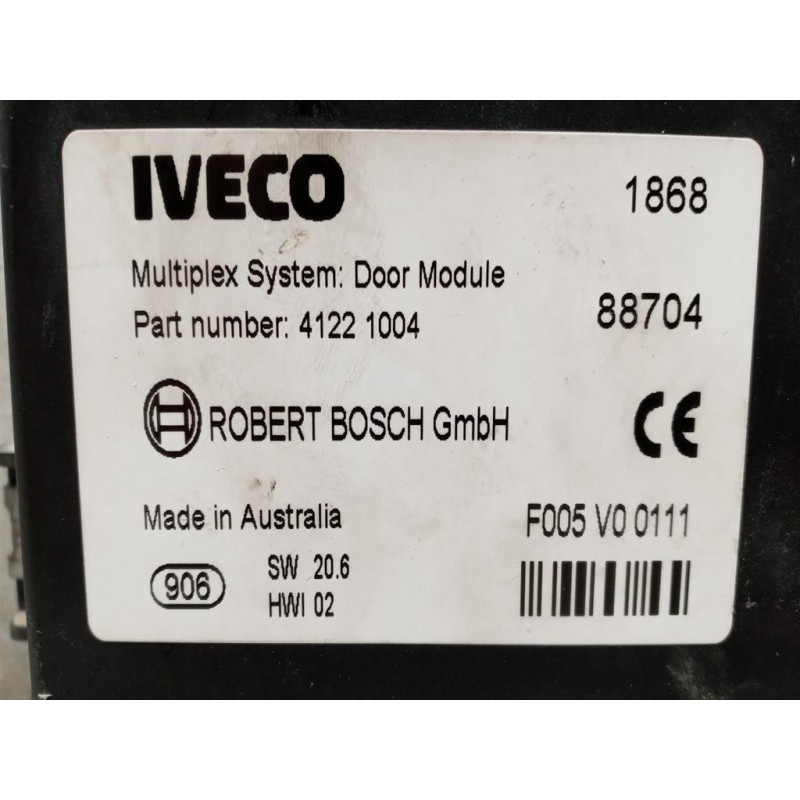 IVECO 1868
Multiplex System: Door Module
Part number: 4122 1004 88704
ROBERT BOSCH GmbH CE
Made in Australia F005 V0 0111
906 SW 20.6
HWI 02